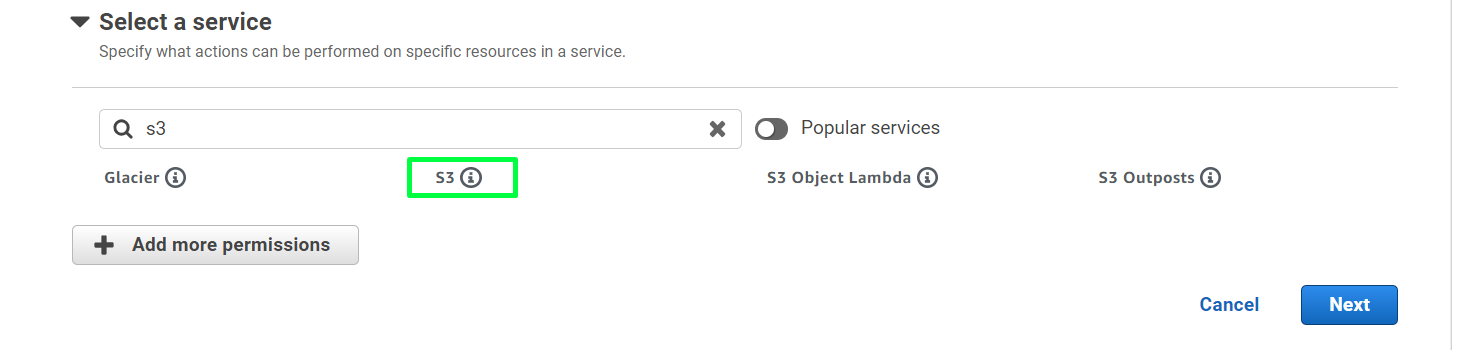 Select a service
Specify what actions can be performed on specific resources in a service.
s3
Popular services
Glacier
S3
S3 Object Lambda
S3 Outposts
Add more permissions
Cancel
Next